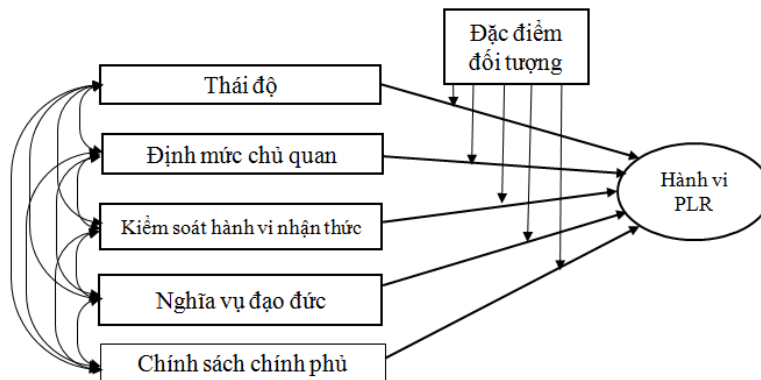 Đặc điểm
đối tượng
Thái độ
Định mức chủ quan
Kiểm soát hành vi nhận thức
Nghĩa vụ đạo đức
Chính sách chính phủ
Hành vi
PLR